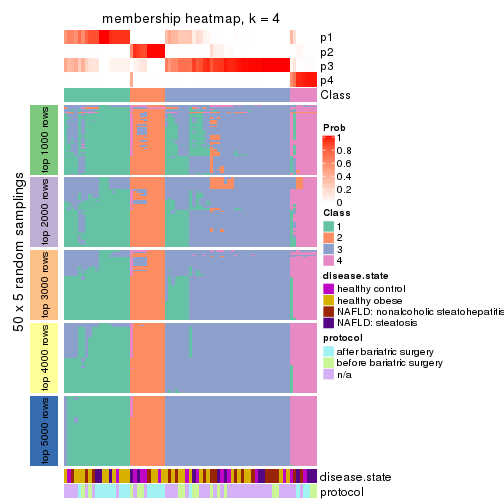 membership heatmap, k = 4
p1
p2
p3
p4
Class
50 x 5 random samplings
top 1000 rows
top 2000 rows
top 3000 rows
top 4000 rows
top 5000 rows
disease.state
protocol
Prob
1
0.8
0.6
0.4
0.2
0
Class
1
2
3
4
disease.state
healthy control
healthy obese
NAFLD: nonalcoholic steatohepatitis
NAFLD: steatosis
protocol
after bariatric surgery
before bariatric surgery
n/a